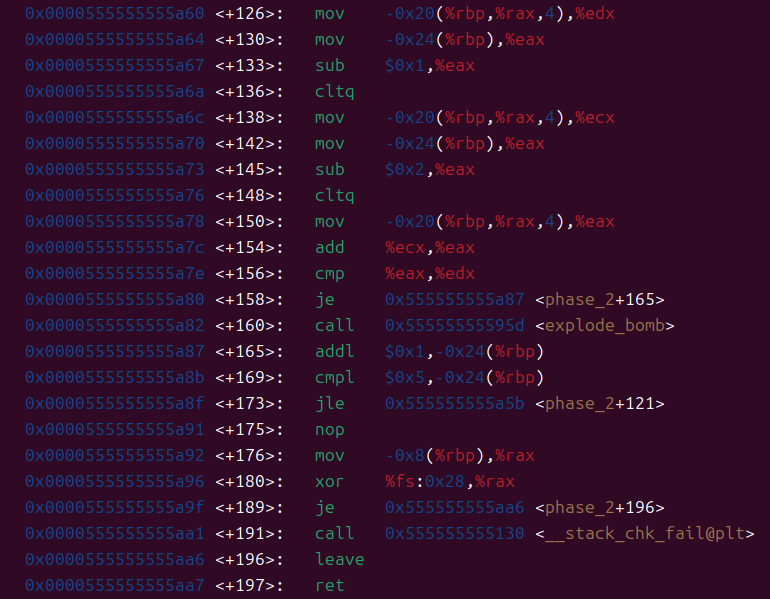 0x0000555555555a60 <+126>: mov -0x20(%rbp,%rax,4),%edx
0x0000555555555a64 <+130>: mov -0x24(%rbp),%eax
0x0000555555555a67 <+133>: sub $0x1,%eax
0x0000555555555a6a <+136>: cltq
0x0000555555555a6c <+138>: mov -0x20(%rbp,%rax,4),%ecx
0x0000555555555a70 <+142>: mov -0x24(%rbp),%eax
0x0000555555555a73 <+145>: sub $0x2,%eax
0x0000555555555a76 <+148>: cltq
0x0000555555555a78 <+150>: mov -0x20(%rbp,%rax,4),%eax
0x0000555555555a7c <+154>: add %ecx,%eax
0x0000555555555a7e <+156>: cmp %eax,%edx
0x0000555555555a80 <+158>: je 0x555555555a87 <phase_2+165>
0x0000555555555a82 <+160>: call 0x55555555595d <explode_bomb>
0x0000555555555a87 <+165>: addl $0x1,-0x24(%rbp)
0x0000555555555a8b <+169>: cmpl $0x5,-0x24(%rbp)
0x0000555555555a8f <+173>: jle 0x555555555a5b <phase_2+121>
0x0000555555555a91 <+175>: nop
0x0000555555555a92 <+176>: mov -0x8(%rbp),%rax
0x0000555555555a96 <+180>: xor %fs:0x28,%rax
0x0000555555555a9f <+189>: je 0x555555555aa6 <phase_2+196>
0x0000555555555aa1 <+191>: call 0x555555555130 <__stack_chk_fail@plt>
0x0000555555555aa6 <+196>: leave
0x0000555555555aa7 <+197>: ret